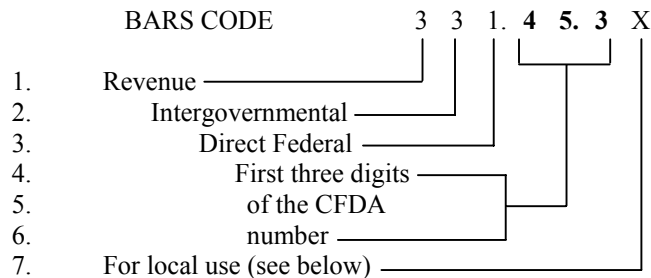 BARS CODE 3 3 1. 4 5. 3 X
1. Revenue
2. Intergovernmental
3. Direct Federal
4. First three digits
5. of the CFDA
6. number
7. For local use (see below)